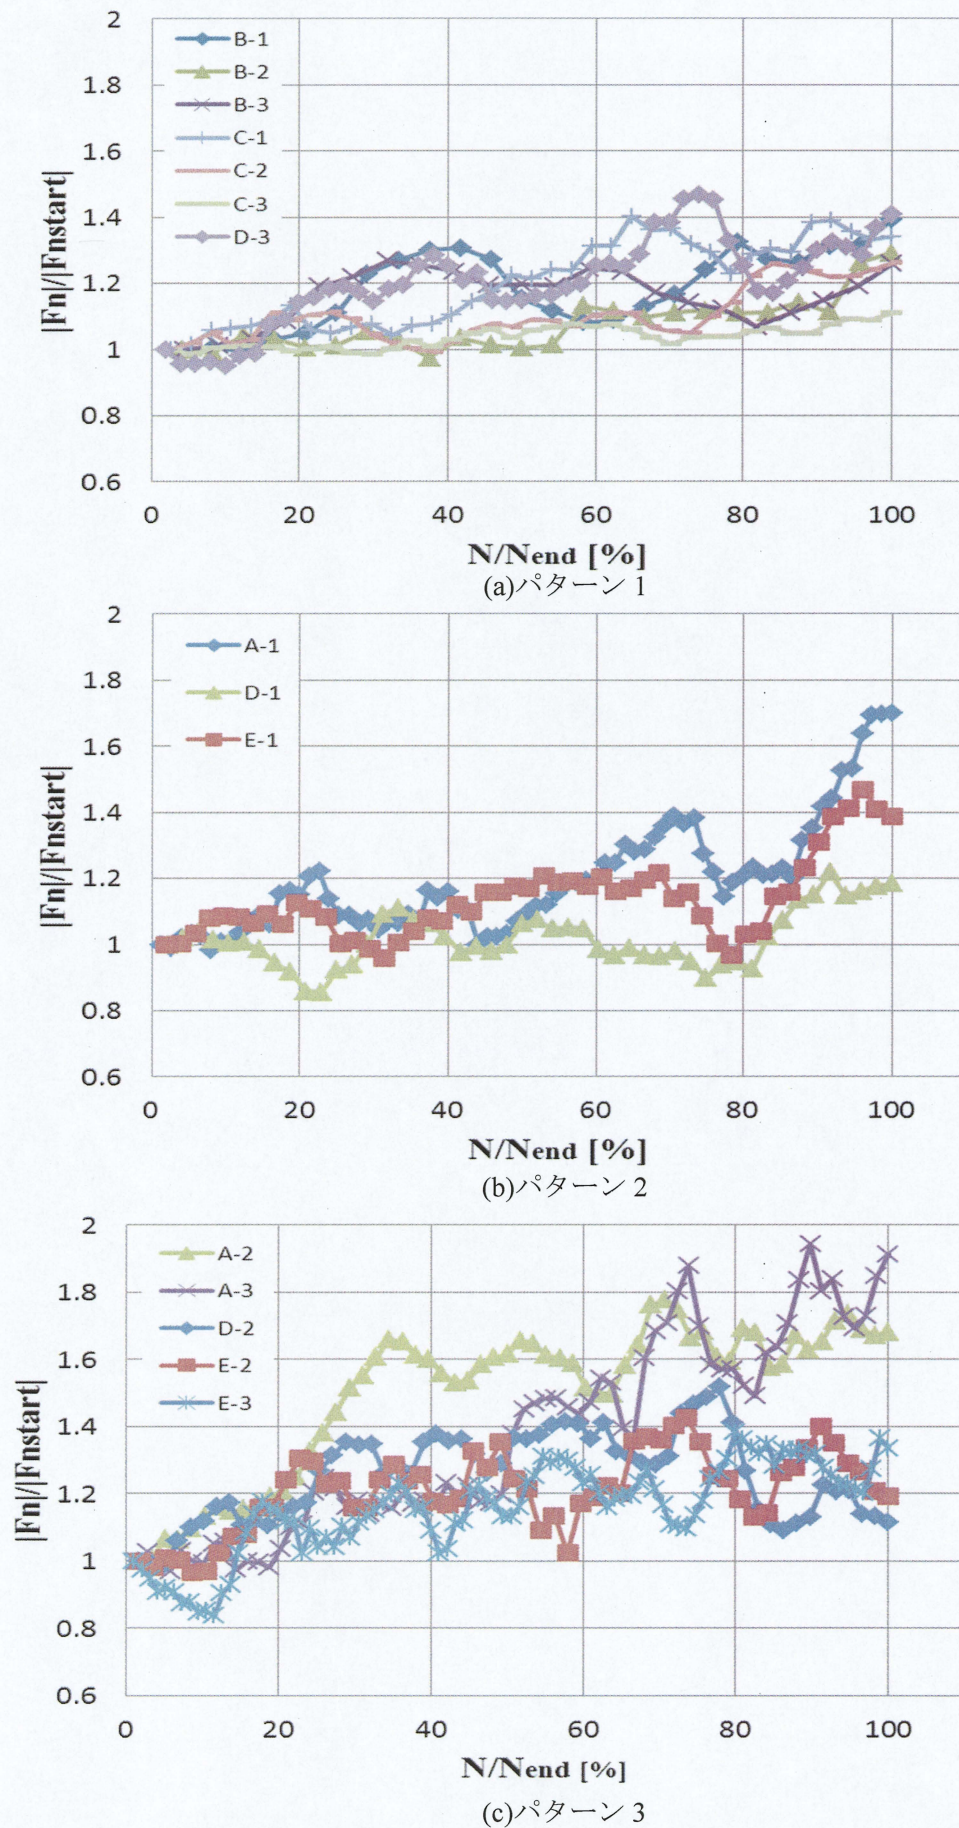 2
1.8
1.6
1.4
1.2
1
0.8
0.6
B-1
B-2
B-3
C-1
C-2
C-3
D-3
|Fn|/|Fnstart|
0 20 40 60 80 100
N/Nend [%]
(a)パターン 1
2
1.8
1.6
1.4
1.2
1
0.8
0.6
A-1
D-1
E-1
|Fn|/|Fnstart|
0 20 40 60 80 100
N/Nend [%]
(b)パターン 2
2
1.8
1.6
1.4
1.2
1
0.8
0.6
A-2
A-3
D-2
E-2
E-3
|Fn|/|Fnstart|
0 20 40 60 80 100
N/Nend [%]
(c)パターン 3